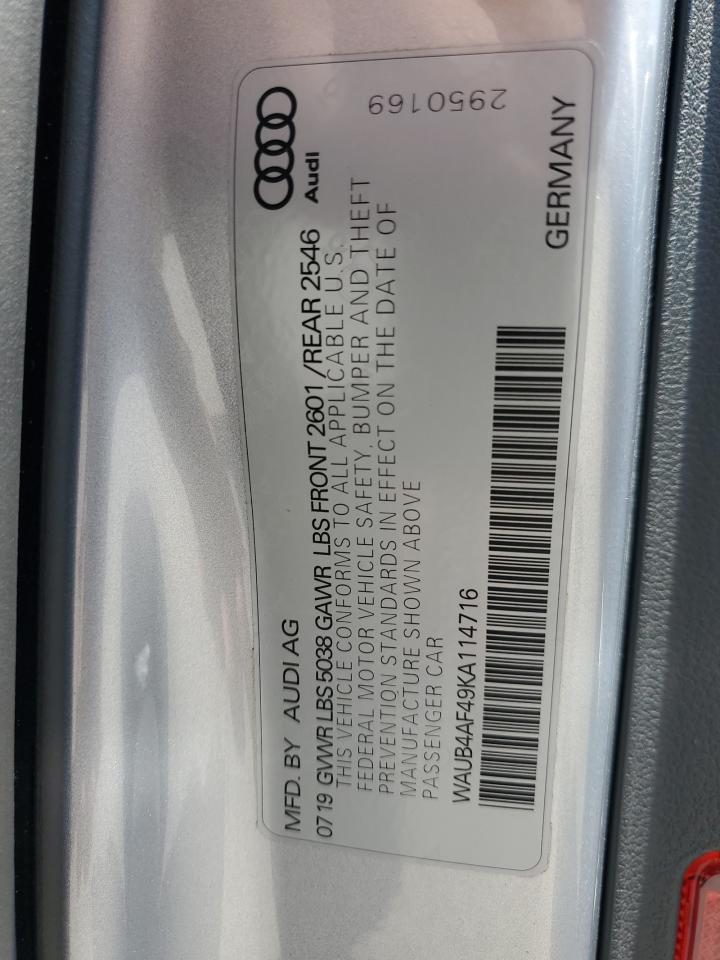 MFD. BY AUDI AG
Audi
0719 GVWR LBS 5038 GAWR LBS FRONT 2601 /REAR 2546
THIS VEHICLE CONFORMS TO ALL APPLICABLE U.S.
FEDERAL MOTOR VEHICLE SAFETY, BUMPER AND THEFT
PREVENTION STANDARDS IN EFFECT ON THE DATE OF
MANUFACTURE SHOWN ABOVE
PASSENGER CAR
2950169
WAUB4AF49KA114716
GERMANY